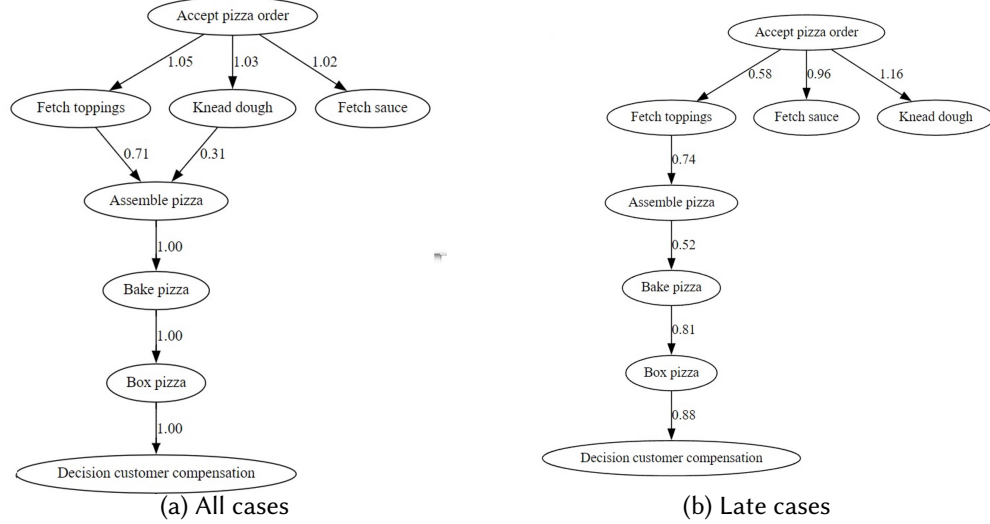 Accept pizza order
1.05
1.03
1.02
Fetch toppings
Knead dough
Fetch sauce
0.71
0.31
Assemble pizza
1.00
Bake pizza
1.00
Box pizza
1.00
Decision customer compensation
(a) All cases
Accept pizza order
0.58
0.96
1.16
Fetch toppings
Fetch sauce
Knead dough
0.74
Assemble pizza
0.52
Bake pizza
0.81
Box pizza
0.88
Decision customer compensation
(b) Late cases